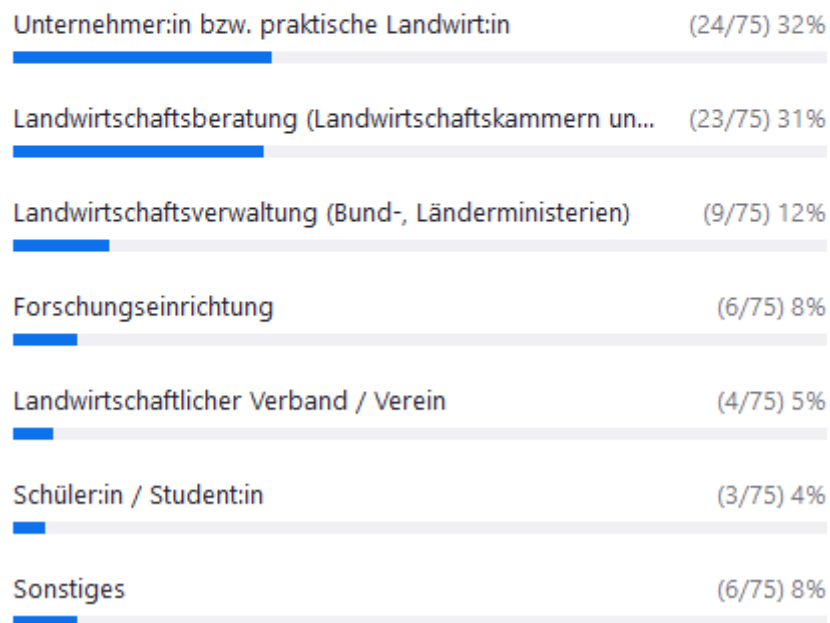 Unternehmer:in bzw. praktische Landwirt:in (24/75) 32%
Landwirtschaftsberatung (Landwirtschaftskammern un... (23/75) 31%
Landwirtschaftsverwaltung (Bund-, Länderministerien) (9/75) 12%
Forschungseinrichtung (6/75) 8%
Landwirtschaftlicher Verband / Verein (4/75) 5%
Schüler:in / Student:in (3/75) 4%
Sonstiges (6/75) 8%